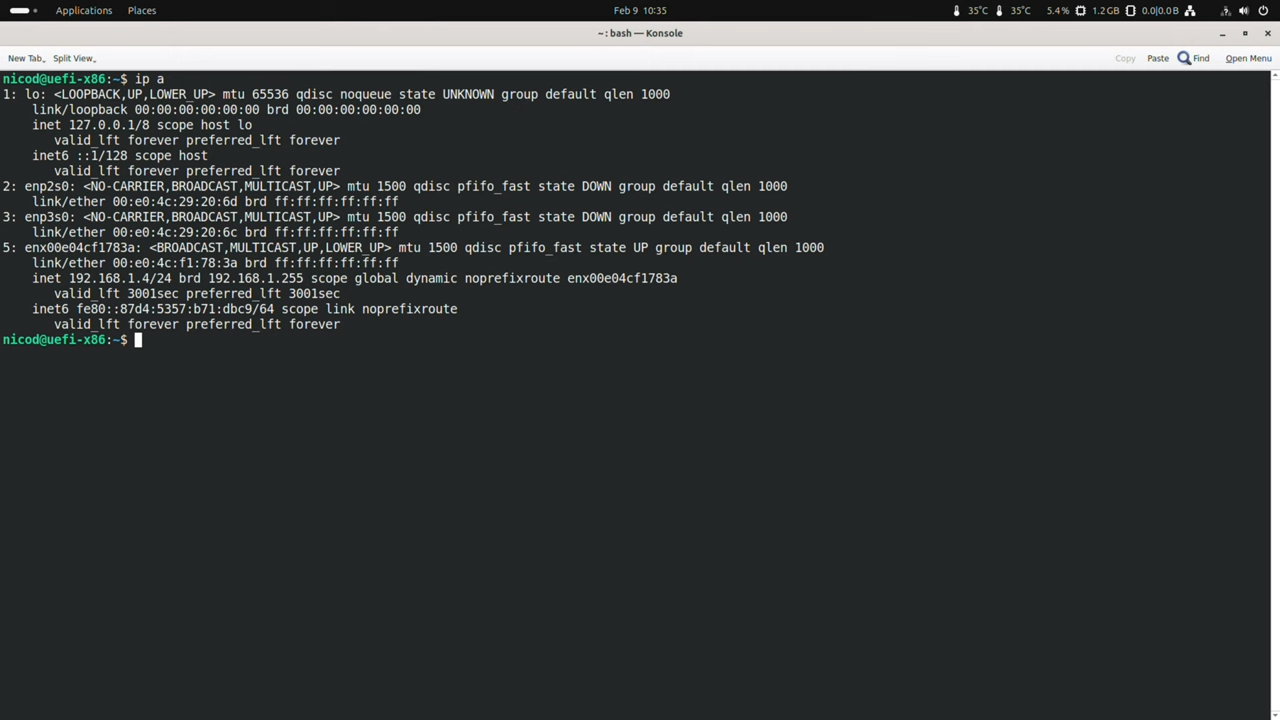 Applications Places Feb 9 10:35 35°C 35°C 5.4% 1.2GB 0.0|0.0B
~ : bash — Konsole
New Tab Split View Copy Paste Find Open Menu
nicod@uefi-x86:~$ ip a
1: lo: <LOOPBACK,UP,LOWER_UP> mtu 65536 qdisc noqueue state UNKNOWN group default qlen 1000
    link/loopback 00:00:00:00:00:00 brd 00:00:00:00:00:00
    inet 127.0.0.1/8 scope host lo
       valid_lft forever preferred_lft forever
    inet6 ::1/128 scope host
       valid_lft forever preferred_lft forever
2: enp2s0: <NO-CARRIER,BROADCAST,MULTICAST,UP> mtu 1500 qdisc pfifo_fast state DOWN group default qlen 1000
    link/ether 00:e0:4c:29:20:6d brd ff:ff:ff:ff:ff:ff
3: enp3s0: <NO-CARRIER,BROADCAST,MULTICAST,UP> mtu 1500 qdisc pfifo_fast state DOWN group default qlen 1000
    link/ether 00:e0:4c:29:20:6c brd ff:ff:ff:ff:ff:ff
5: enx00e04cf1783a: <BROADCAST,MULTICAST,UP,LOWER_UP> mtu 1500 qdisc pfifo_fast state UP group default qlen 1000
    link/ether 00:e0:4c:f1:78:3a brd ff:ff:ff:ff:ff:ff
    inet 192.168.1.4/24 brd 192.168.1.255 scope global dynamic noprefixroute enx00e04cf1783a
       valid_lft 3001sec preferred_lft 3001sec
    inet6 fe80::87d4:5357:b71:dbc9/64 scope link noprefixroute
       valid_lft forever preferred_lft forever
nicod@uefi-x86:~$